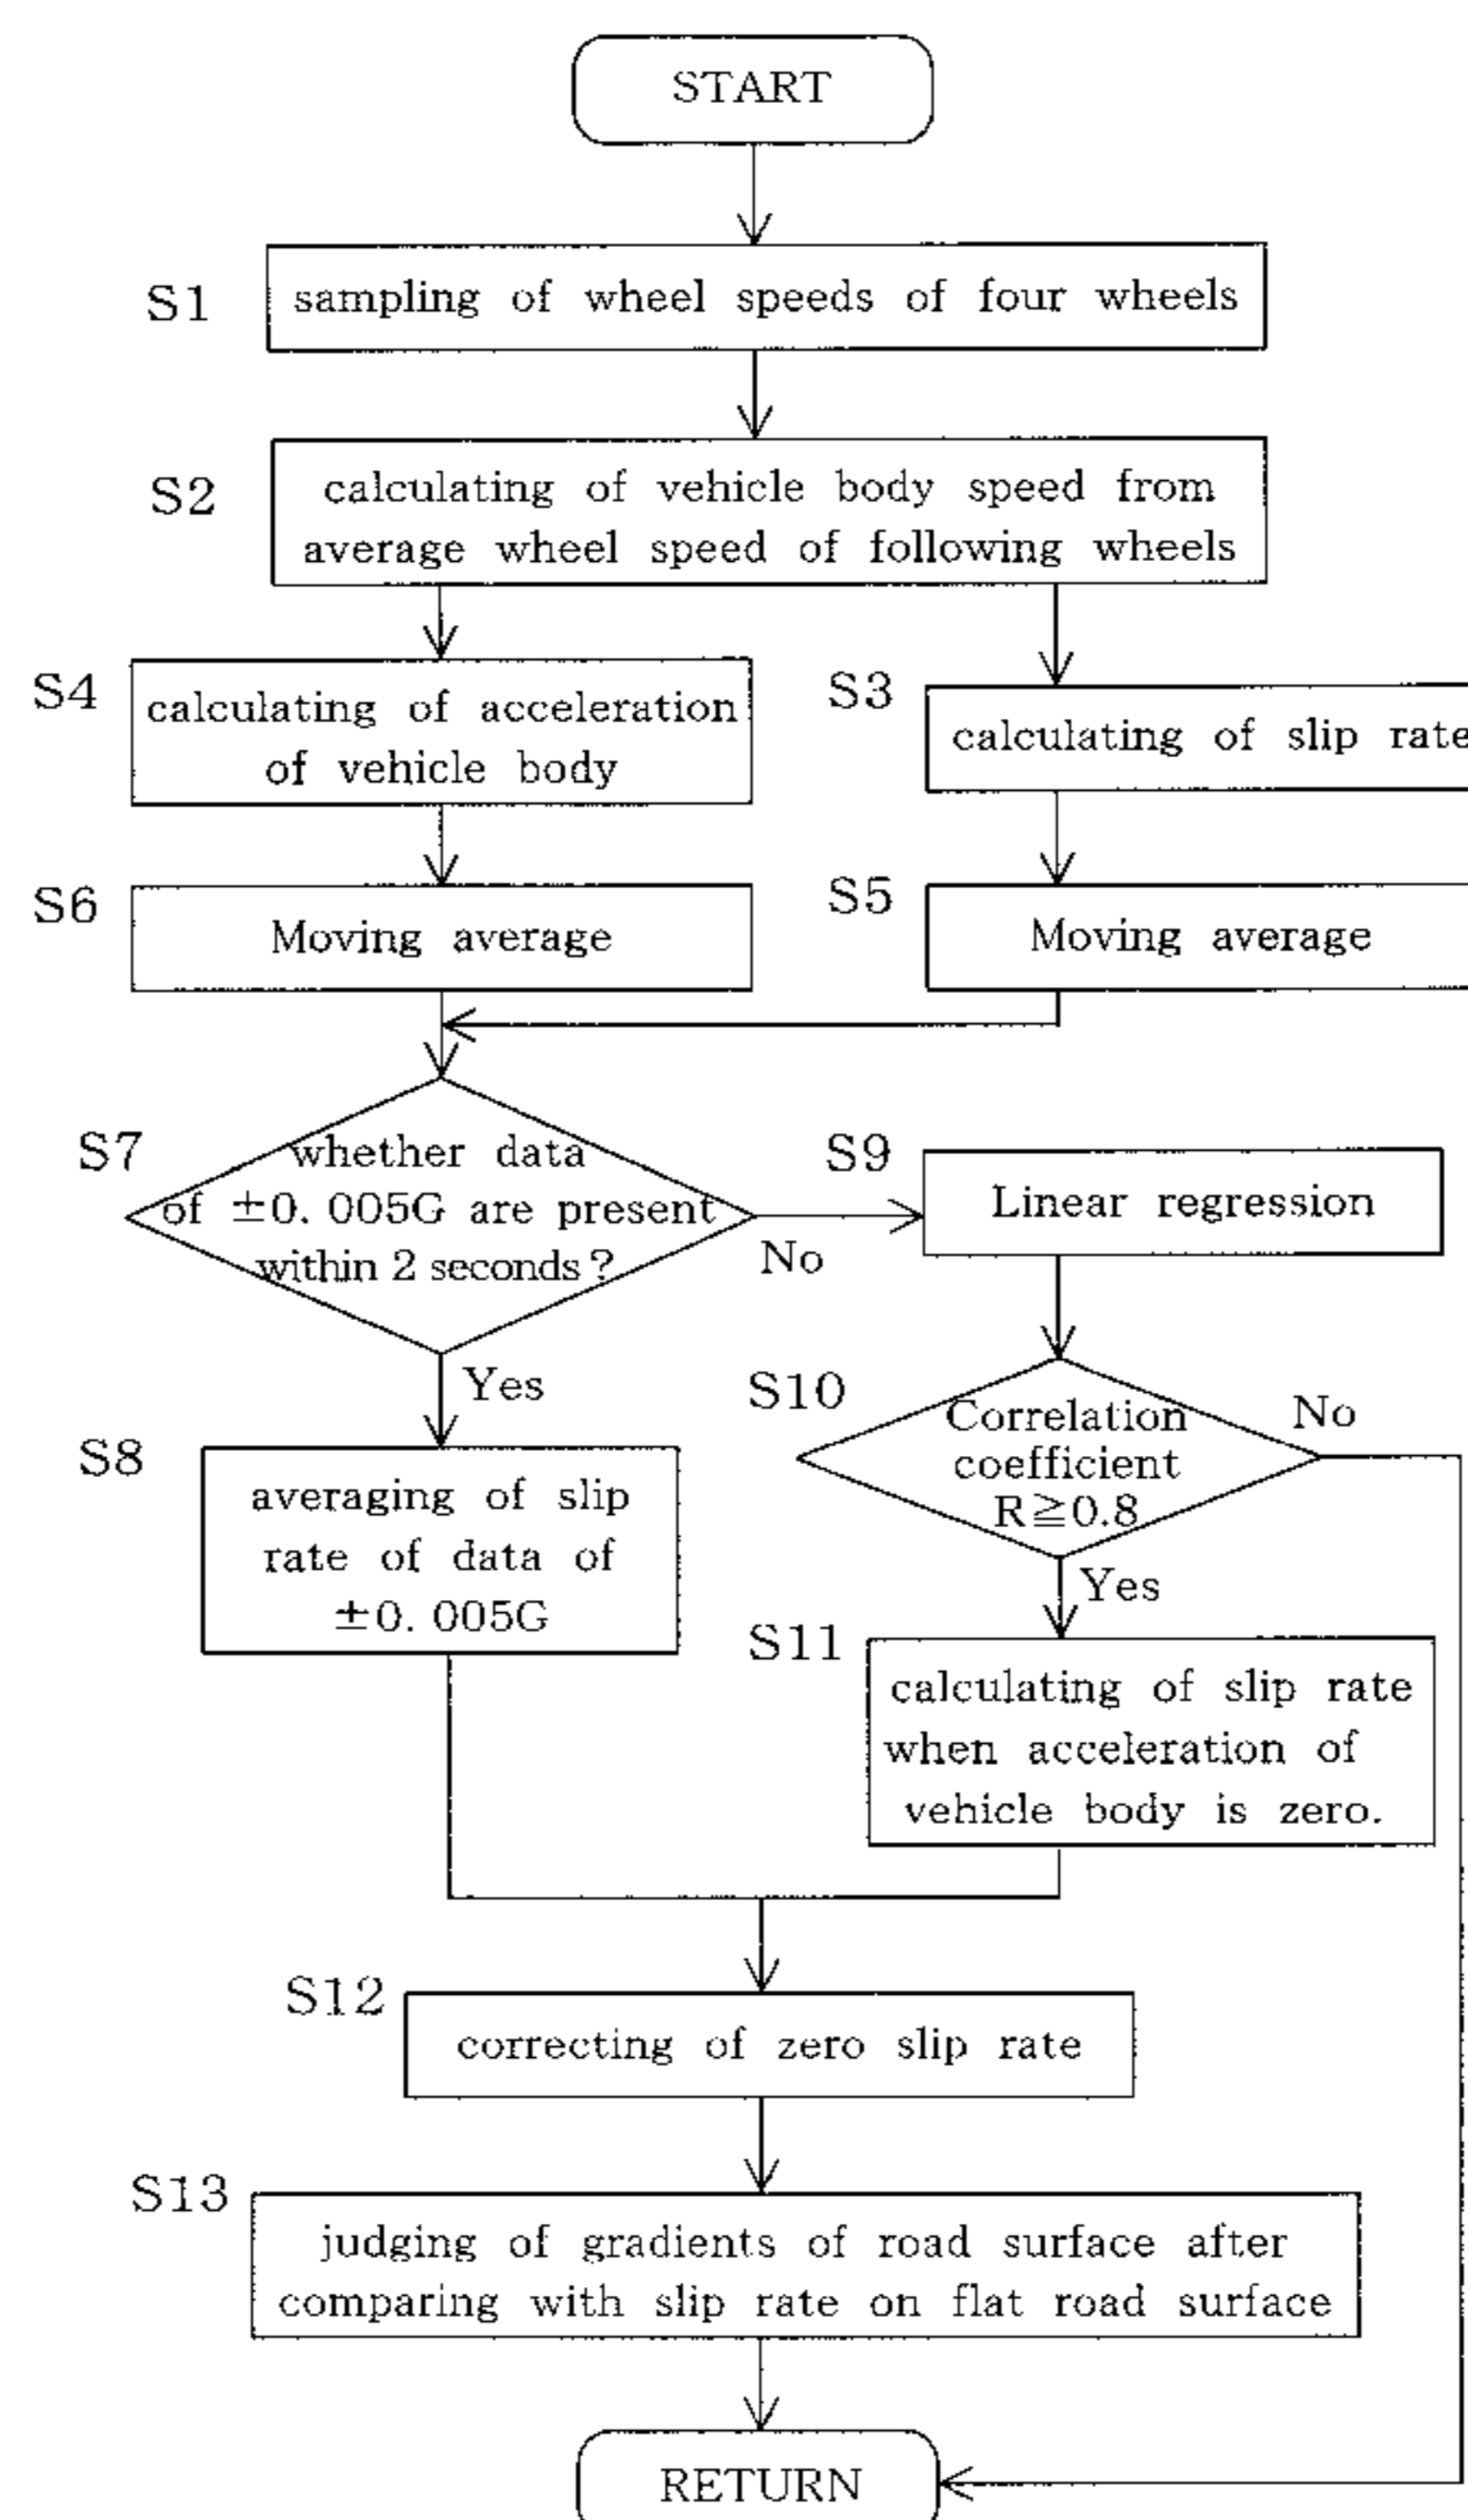 START
S1
sampling of wheel speeds of four wheels
S2
calculating of vehicle body speed from
average wheel speed of following wheels
S4
calculating of acceleration
of vehicle body
S3
calculating of slip rate
S6
Moving average
S5
Moving average
S7
whether data
of ±0. 005G are present
within 2 seconds?
No
Yes
S9
Linear regression
S10
Correlation
coefficient
R≧0.8
No
Yes
S8
averaging of slip
rate of data of
±0. 005G
S11
calculating of slip rate
when acceleration of
vehicle body is zero.
S12
correcting of zero slip rate
S13
judging of gradients of road surface after
comparing with slip rate on flat road surface
RETURN